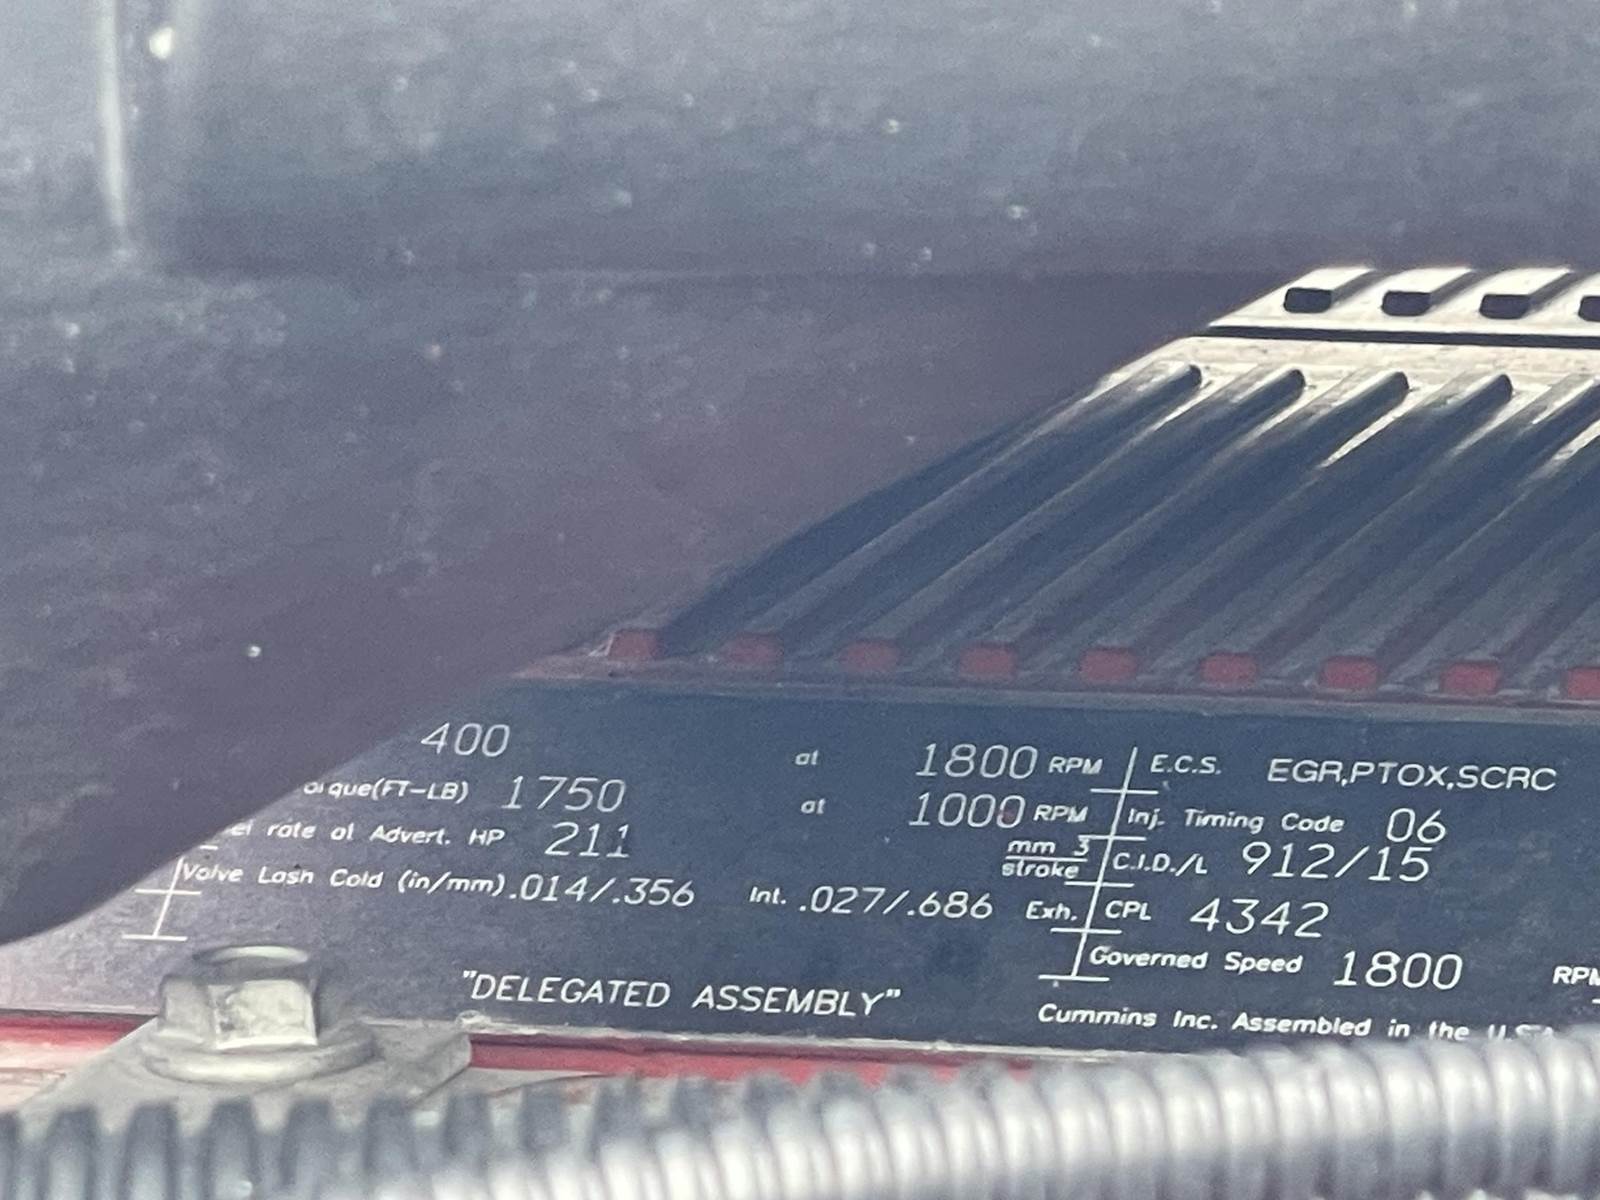 400 at 1800 RPM E.C.S. EGR,PTOX,SCRC
que(FT-LB) 1750 at 1000 RPM Inj. Timing Code 06
rate at Advert. HP 211 mm 3 stroke C.I.D./L 912/15
Valve Lash Cold (in/mm) .014/.356 Int. .027/.686 Exh. CPL 4342
Governed Speed 1800 RPM
"DELEGATED ASSEMBLY"
Cummins Inc. Assembled in the U.S.A